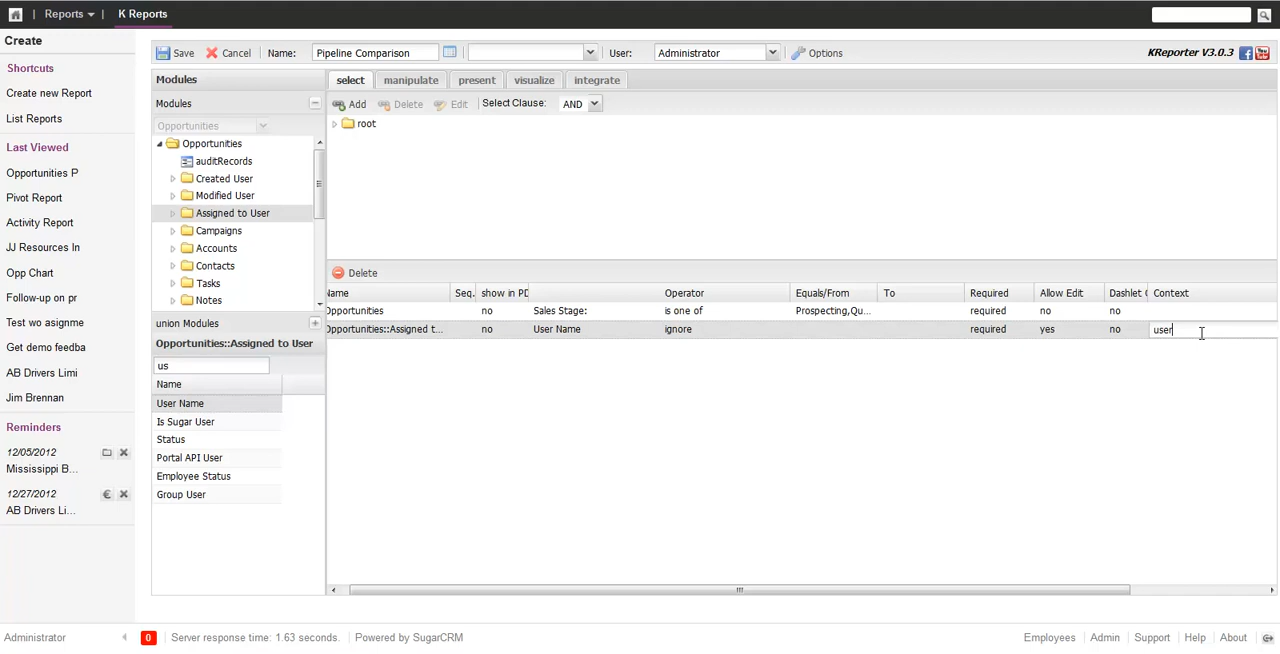 Reports | K Reports
Create
Shortcuts
Create new Report
List Reports
Last Viewed
Opportunities P
Pivot Report
Activity Report
JJ Resources In
Opp Chart
Follow-up on pr
Test wo asignme
Get demo feedba
AB Drivers Limi
Jim Brennan
Reminders
12/05/2012
Mississippi B...
12/27/2012
AB Drivers Li...
Save Cancel Name: Pipeline Comparison User: Administrator Options KReporter V3.0.3
Modules
Modules
Opportunities
Opportunities
auditRecords
Created User
Modified User
Assigned to User
Campaigns
Accounts
Contacts
Tasks
Notes
union Modules
Opportunities::Assigned to User
us
Name
User Name
Is Sugar User
Status
Portal API User
Employee Status
Group User
select manipulate present visualize integrate
Add Delete Edit Select Clause: AND
root
Delete
Name Seq. show in PD Operator Equals/From To Required Allow Edit Dashlet Context
Opportunities no Sales Stage: is one of Prospecting,Qu... required no no
Opportunities::Assigned t... no User Name ignore required yes no user
Administrator 0 Server response time: 1.63 seconds. Powered by SugarCRM Employees Admin Support Help About